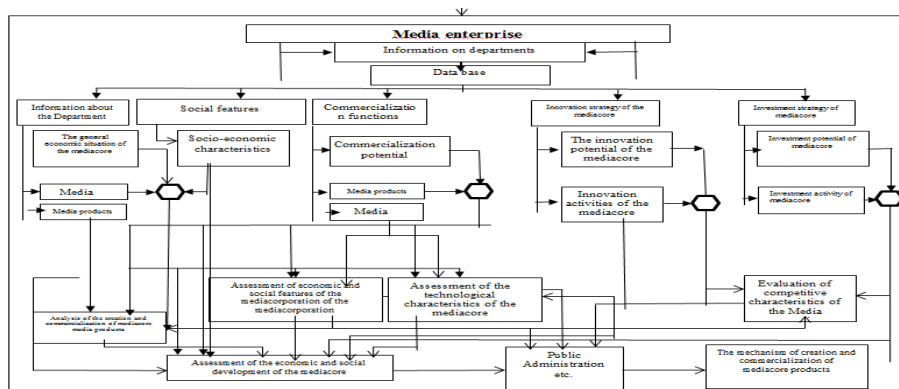 Media enterprise
Information on departments
Data base
Information about
the Department
Social features
Commercializatio
n functions
Innovation strategy of the
mediacore
Investment strategy of
mediacore
The general
economic situation of
the mediacore
Socio-economic
characteristics
Commercialization
potential
The innovation
potential of the
mediacore
Investment potential of
mediacore
Media
Media products
Media products
Media
Innovation
activities of the
mediacore
Investment activity of
mediacore
Assessment of economic
and social features of the
mediacorporation of the
mediacorporation
Assessment of the
technological
characteristics of the
mediacore
Evaluation of
competitive
characteristics of
the Media
Analysis of the creation and
commercialization of mediacore
media products
Assessment of the economic and social
development of the mediacore
Public
Administration
etc.
The mechanism of creation and
commercialization of
mediacore products